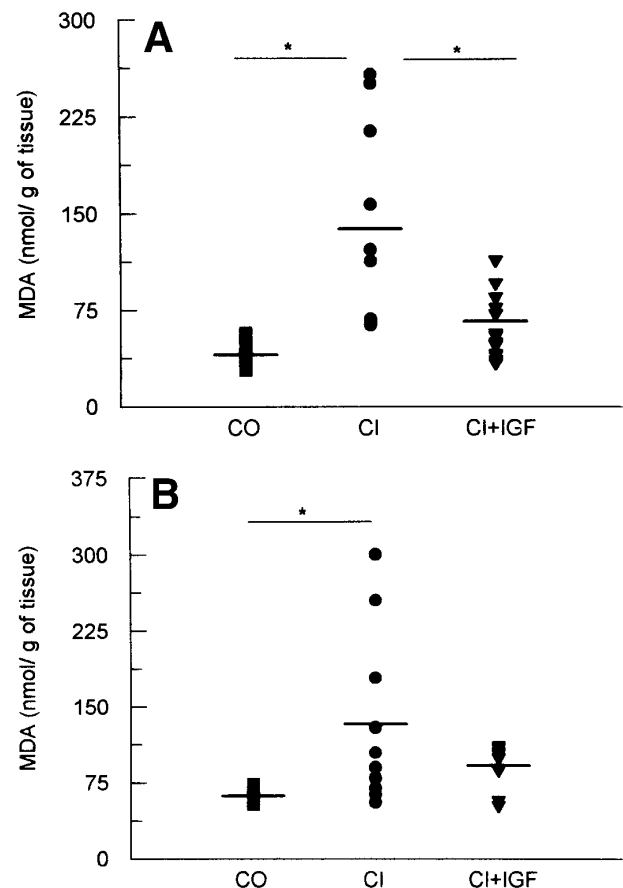 A
300
225
150
75
0
MDA (nmol/ g of tissue)
*
*
CO CI CI+IGF
B
375
300
225
150
75
0
MDA (nmol/ g of tissue)
*
CO CI CI+IGF